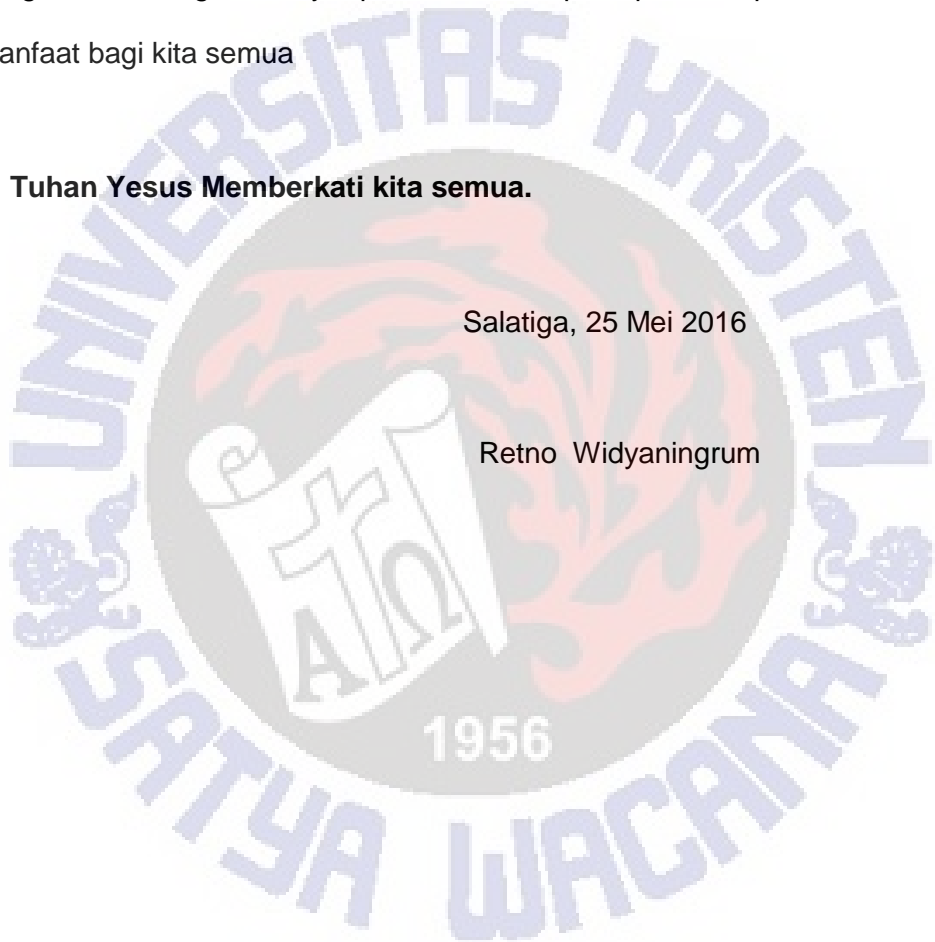 anfaat bagi kita semua
Tuhan Yesus Memberkati kita semua.
Salatiga, 25 Mei 2016
Retno Widyaningrum
UNIVERSITAS KRISTEN
Α Ω
1956
SATYA WACANA